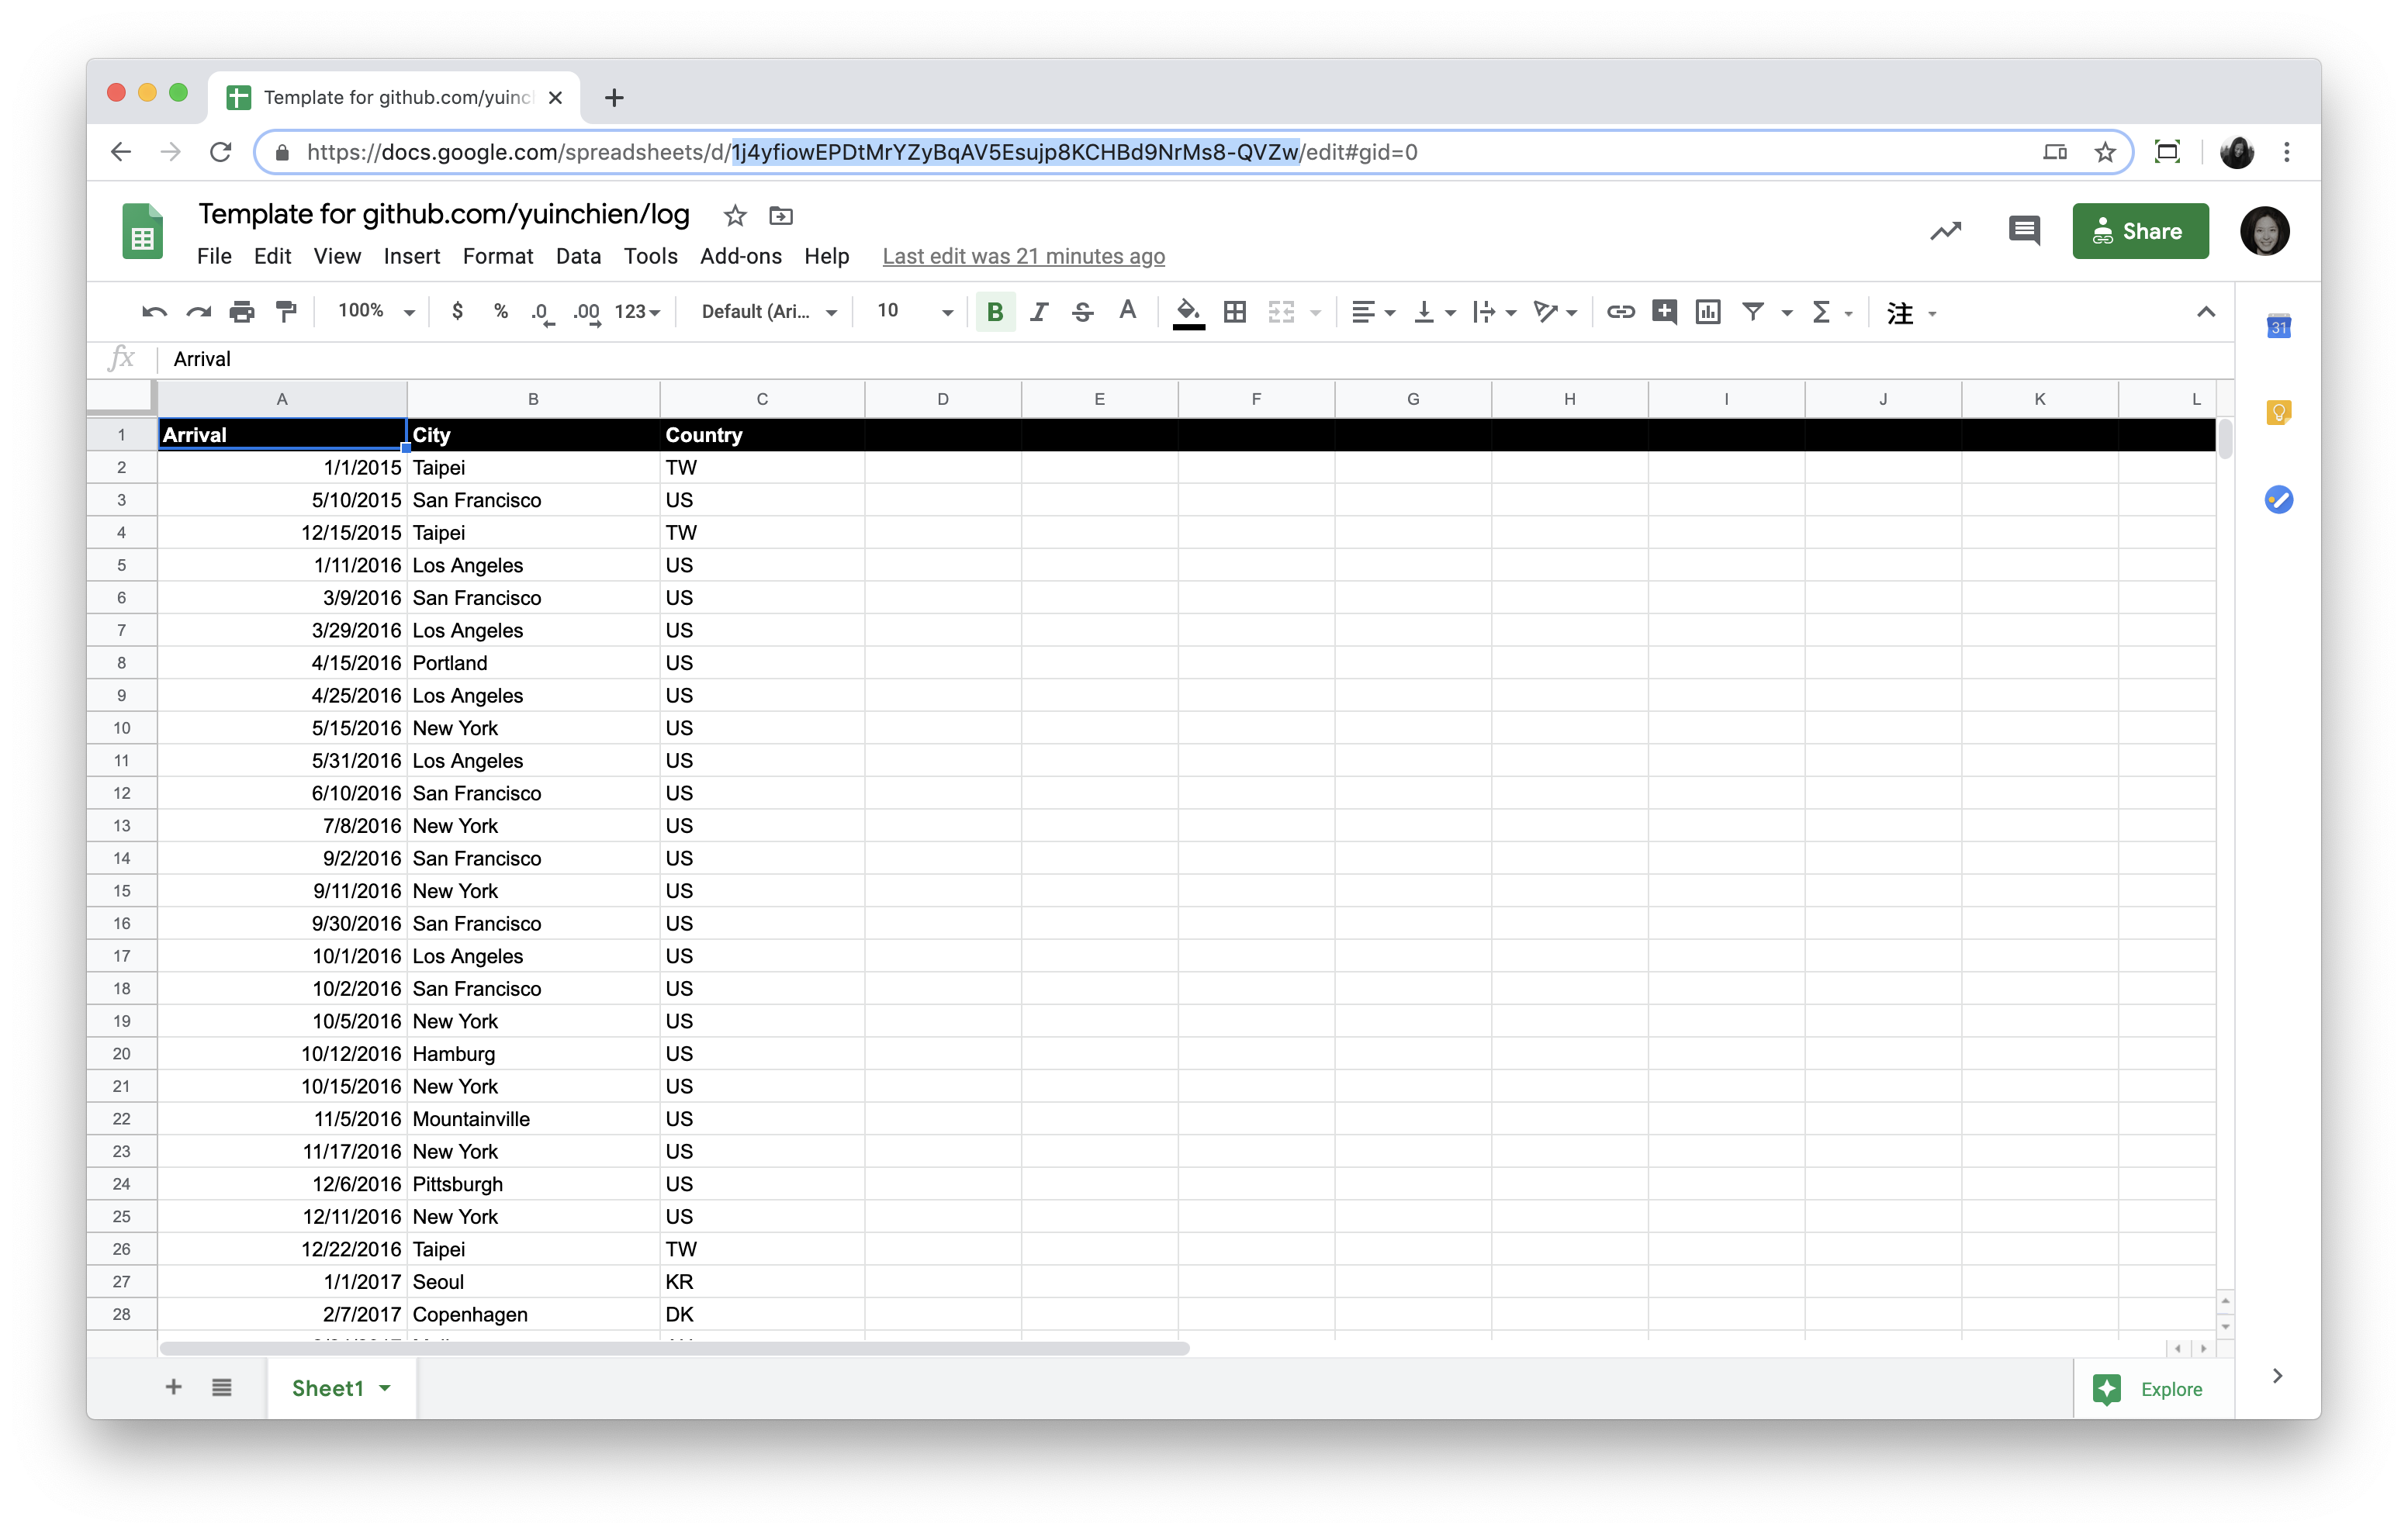 Template for github.com/yuinc
https://docs.google.com/spreadsheets/d/1j4yfiowEPDtMrYZyBqAV5Esujp8KCHBd9NrMs8-QVZw/edit#gid=0
Template for github.com/yuinchien/log
File Edit View Insert Format Data Tools Add-ons Help Last edit was 21 minutes ago
Share
100% $ % .0 .00 123 Default (Ari... 10 B I S A 注
31
fx Arrival
A B C D E F G H I J K L
1 Arrival City Country
2 1/1/2015 Taipei TW
3 5/10/2015 San Francisco US
4 12/15/2015 Taipei TW
5 1/11/2016 Los Angeles US
6 3/9/2016 San Francisco US
7 3/29/2016 Los Angeles US
8 4/15/2016 Portland US
9 4/25/2016 Los Angeles US
10 5/15/2016 New York US
11 5/31/2016 Los Angeles US
12 6/10/2016 San Francisco US
13 7/8/2016 New York US
14 9/2/2016 San Francisco US
15 9/11/2016 New York US
16 9/30/2016 San Francisco US
17 10/1/2016 Los Angeles US
18 10/2/2016 San Francisco US
19 10/5/2016 New York US
20 10/12/2016 Hamburg US
21 10/15/2016 New York US
22 11/5/2016 Mountainville US
23 11/17/2016 New York US
24 12/6/2016 Pittsburgh US
25 12/11/2016 New York US
26 12/22/2016 Taipei TW
27 1/1/2017 Seoul KR
28 2/7/2017 Copenhagen DK
Sheet1
Explore